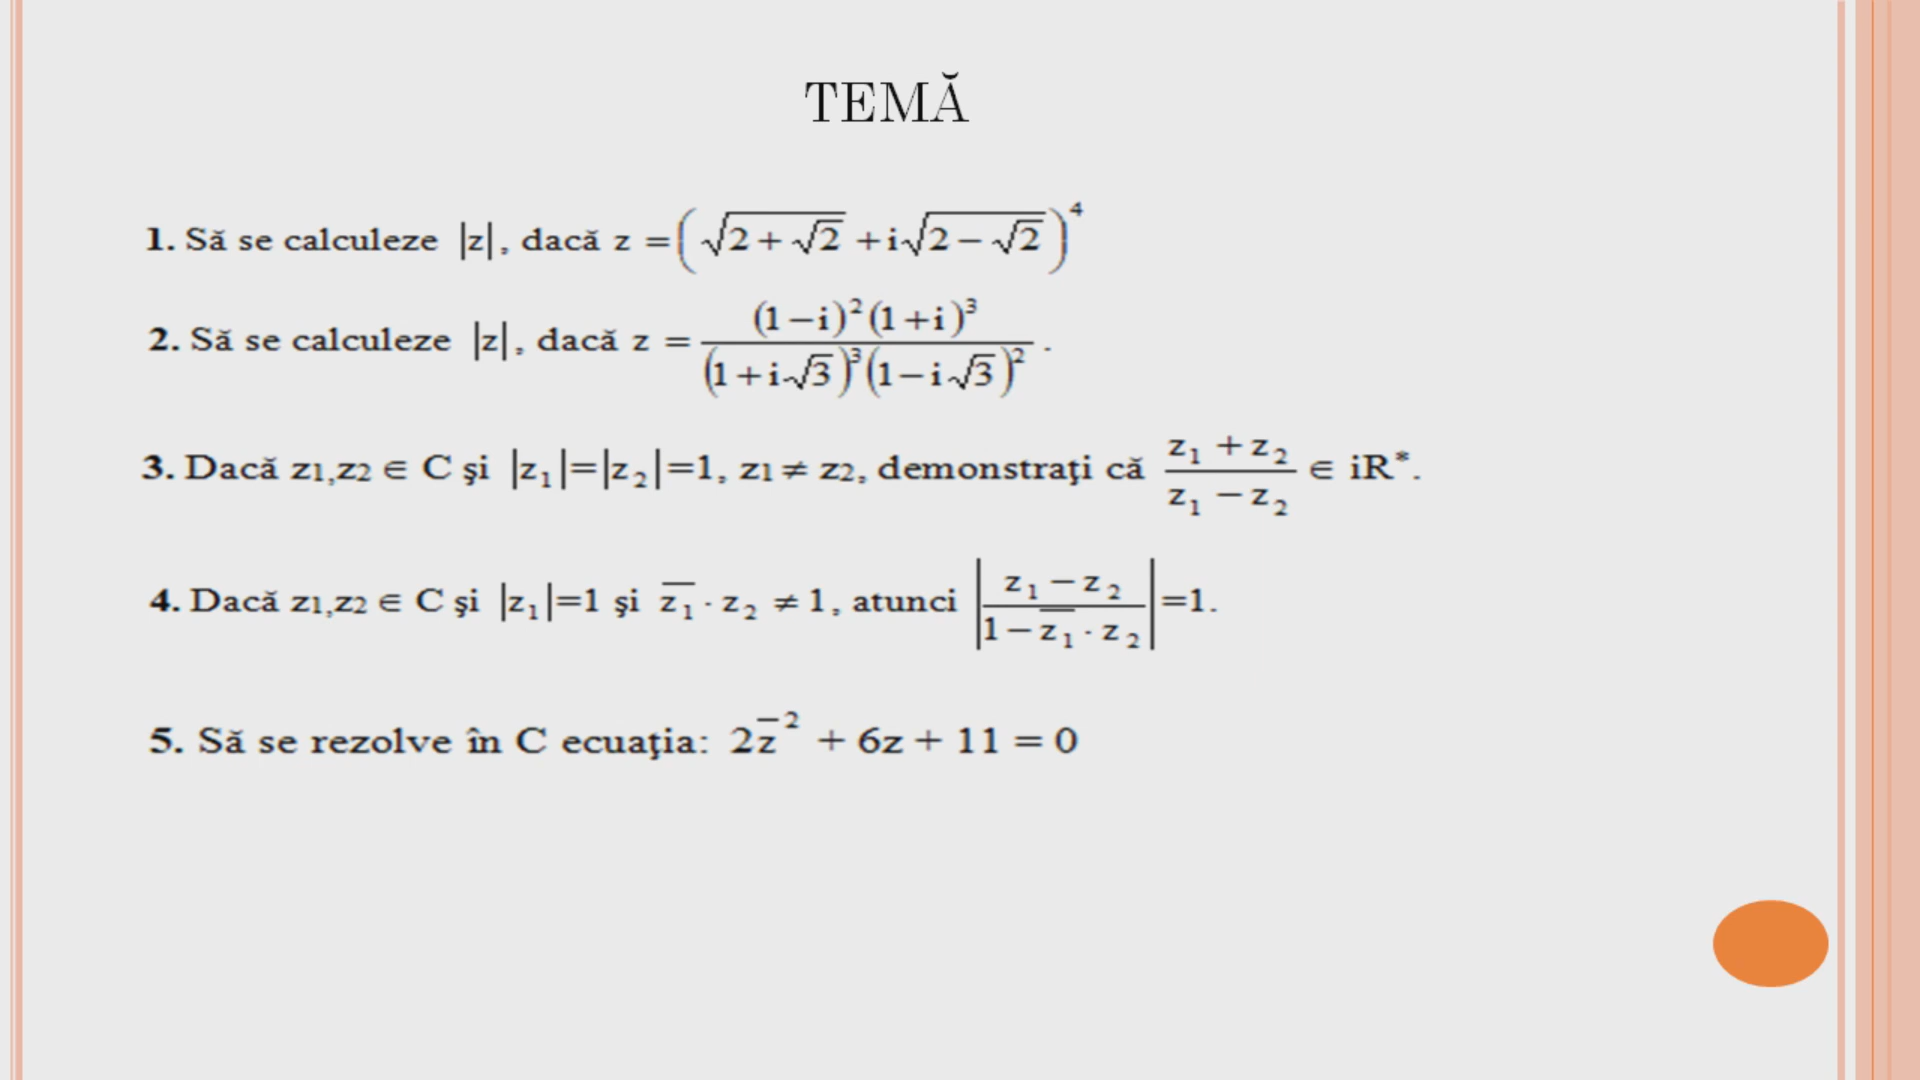 TEMĂ
1. Să se calculeze |z|, dacă z = (√(2+√2) + i√(2−√2))⁴
2. Să se calculeze |z|, dacă z = (1−i)²(1+i)³ / (1+i√3)³(1−i√3)² .
3. Dacă z1,z2 ∈ C şi |z₁|=|z₂|=1, z1 ≠ z2, demonstraţi că (z₁+z₂)/(z₁−z₂) ∈ iR*.
4. Dacă z1,z2 ∈ C şi |z₁|=1 şi z̅₁ · z₂ ≠ 1, atunci |(z₁−z₂)/(1−z̅₁·z₂)|=1.
5. Să se rezolve în C ecuaţia: 2z̅² + 6z + 11 = 0